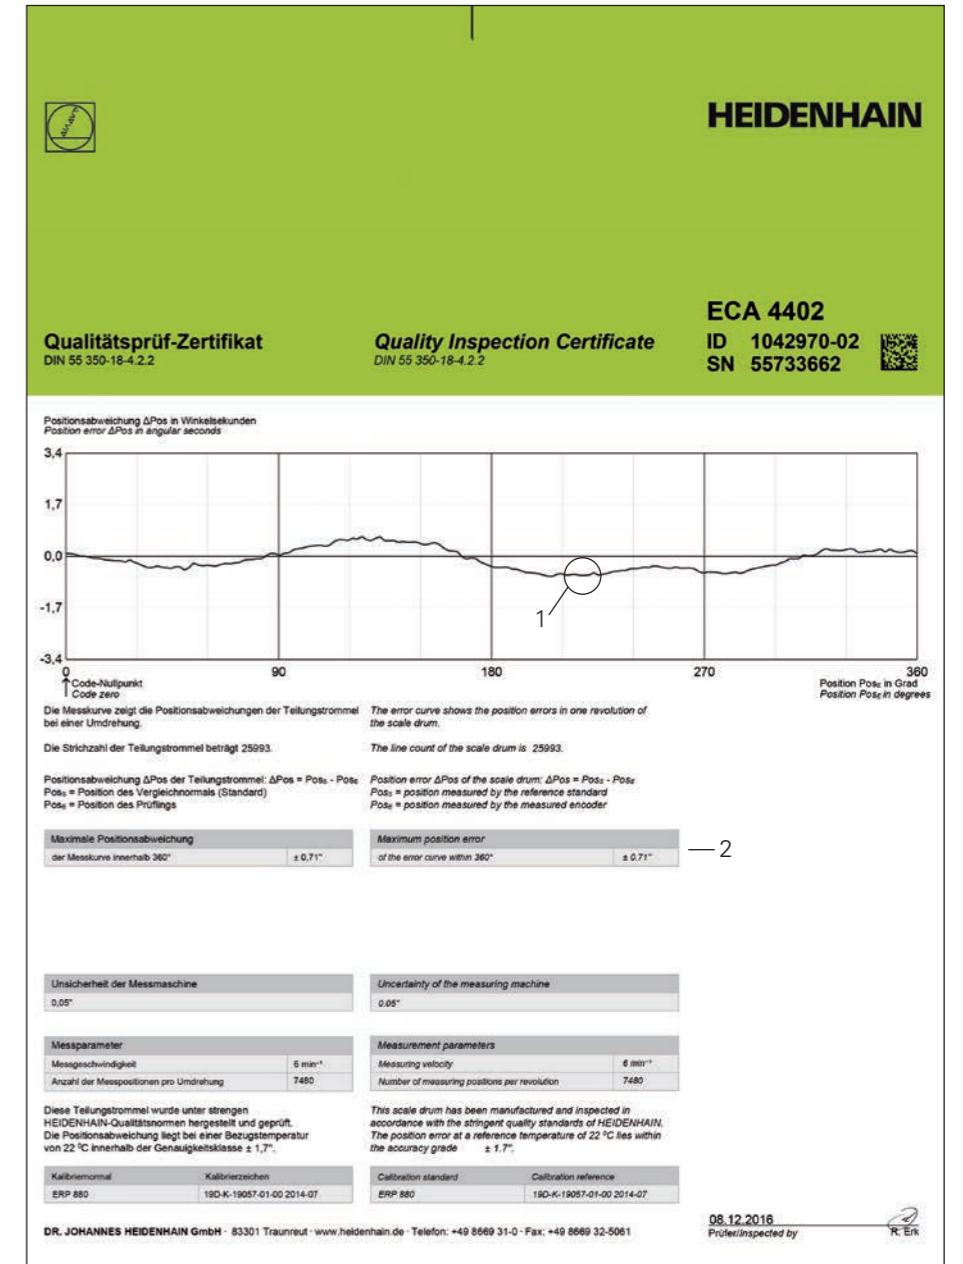 HEIDENHAIN
ECA 4402
Qualitätsprüf-Zertifikat
DIN 55 350-18-4.2.2
Quality Inspection Certificate
DIN 55 350-18-4.2.2
ID 1042970-02
SN 55733662
Positionsabweichung ΔPos in Winkelsekunden
Position error ΔPos in angular seconds
3,4
1,7
0,0
-1,7
-3,4
1
0
90
180
270
360
Code-Nullpunkt
Code zero
Position Pos_E in Grad
Position Pos_E in degrees
Die Messkurve zeigt die Positionsabweichungen der Teilungstrommel
bei einer Umdrehung.
The error curve shows the position errors in one revolution of
the scale drum.
Die Strichzahl der Teilungstrommel beträgt 25993.
The line count of the scale drum is 25993.
Positionsabweichung ΔPos der Teilungstrommel: ΔPos = Pos_S - Pos_E
Pos_S = Position des Vergleichnormals (Standard)
Pos_E = Position des Prüflings
Position error ΔPos of the scale drum: ΔPos = Pos_S - Pos_E
Pos_S = position measured by the reference standard
Pos_E = position measured by the measured encoder
Maximale Positionsabweichung
der Messkurve innerhalb 360° ± 0,71"
Maximum position error
of the error curve within 360° ± 0.71"
2
Unsicherheit der Messmaschine
0,05"
Uncertainty of the measuring machine
0.05"
Messparameter
Messgeschwindigkeit 6 min⁻¹
Anzahl der Messpositionen pro Umdrehung 7480
Measurement parameters
Measuring velocity 6 min⁻¹
Number of measuring positions per revolution 7480
Diese Teilungstrommel wurde unter strengen
HEIDENHAIN-Qualitätsnormen hergestellt und geprüft.
Die Positionsabweichung liegt bei einer Bezugstemperatur
von 22 ºC innerhalb der Genauigkeitsklasse ± 1,7".
This scale drum has been manufactured and inspected in
accordance with the stringent quality standards of HEIDENHAIN.
The position error at a reference temperature of 22 ºC lies within
the accuracy grade ± 1.7".
Kalibriernormal Kalibrierzeichen
ERP 880 19D-K-19057-01-00 2014-07
Calibration standard Calibration reference
ERP 880 19D-K-19057-01-00 2014-07
DR. JOHANNES HEIDENHAIN GmbH · 83301 Traunreut · www.heidenhain.de · Telefon: +49 8669 31-0 · Fax: +49 8669 32-5061
08.12.2016
Prüfer/Inspected by
R. Erk